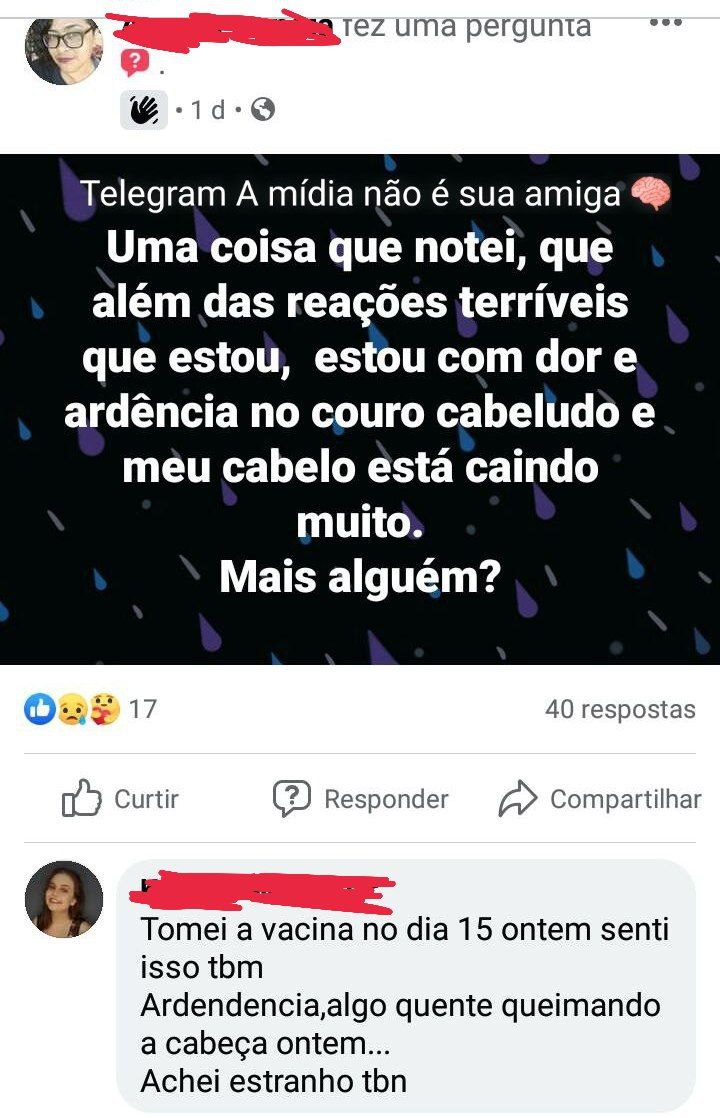 fez uma pergunta
.
• 1 d •
Telegram A mídia não é sua amiga
Uma coisa que notei, que
além das reações terríveis
que estou, estou com dor e
ardência no couro cabeludo e
meu cabelo está caindo
muito.
Mais alguém?
17
40 respostas
Curtir
Responder
Compartilhar
Tomei a vacina no dia 15 ontem senti
isso tbm
Ardendencia,algo quente queimando
a cabeça ontem...
Achei estranho tbn